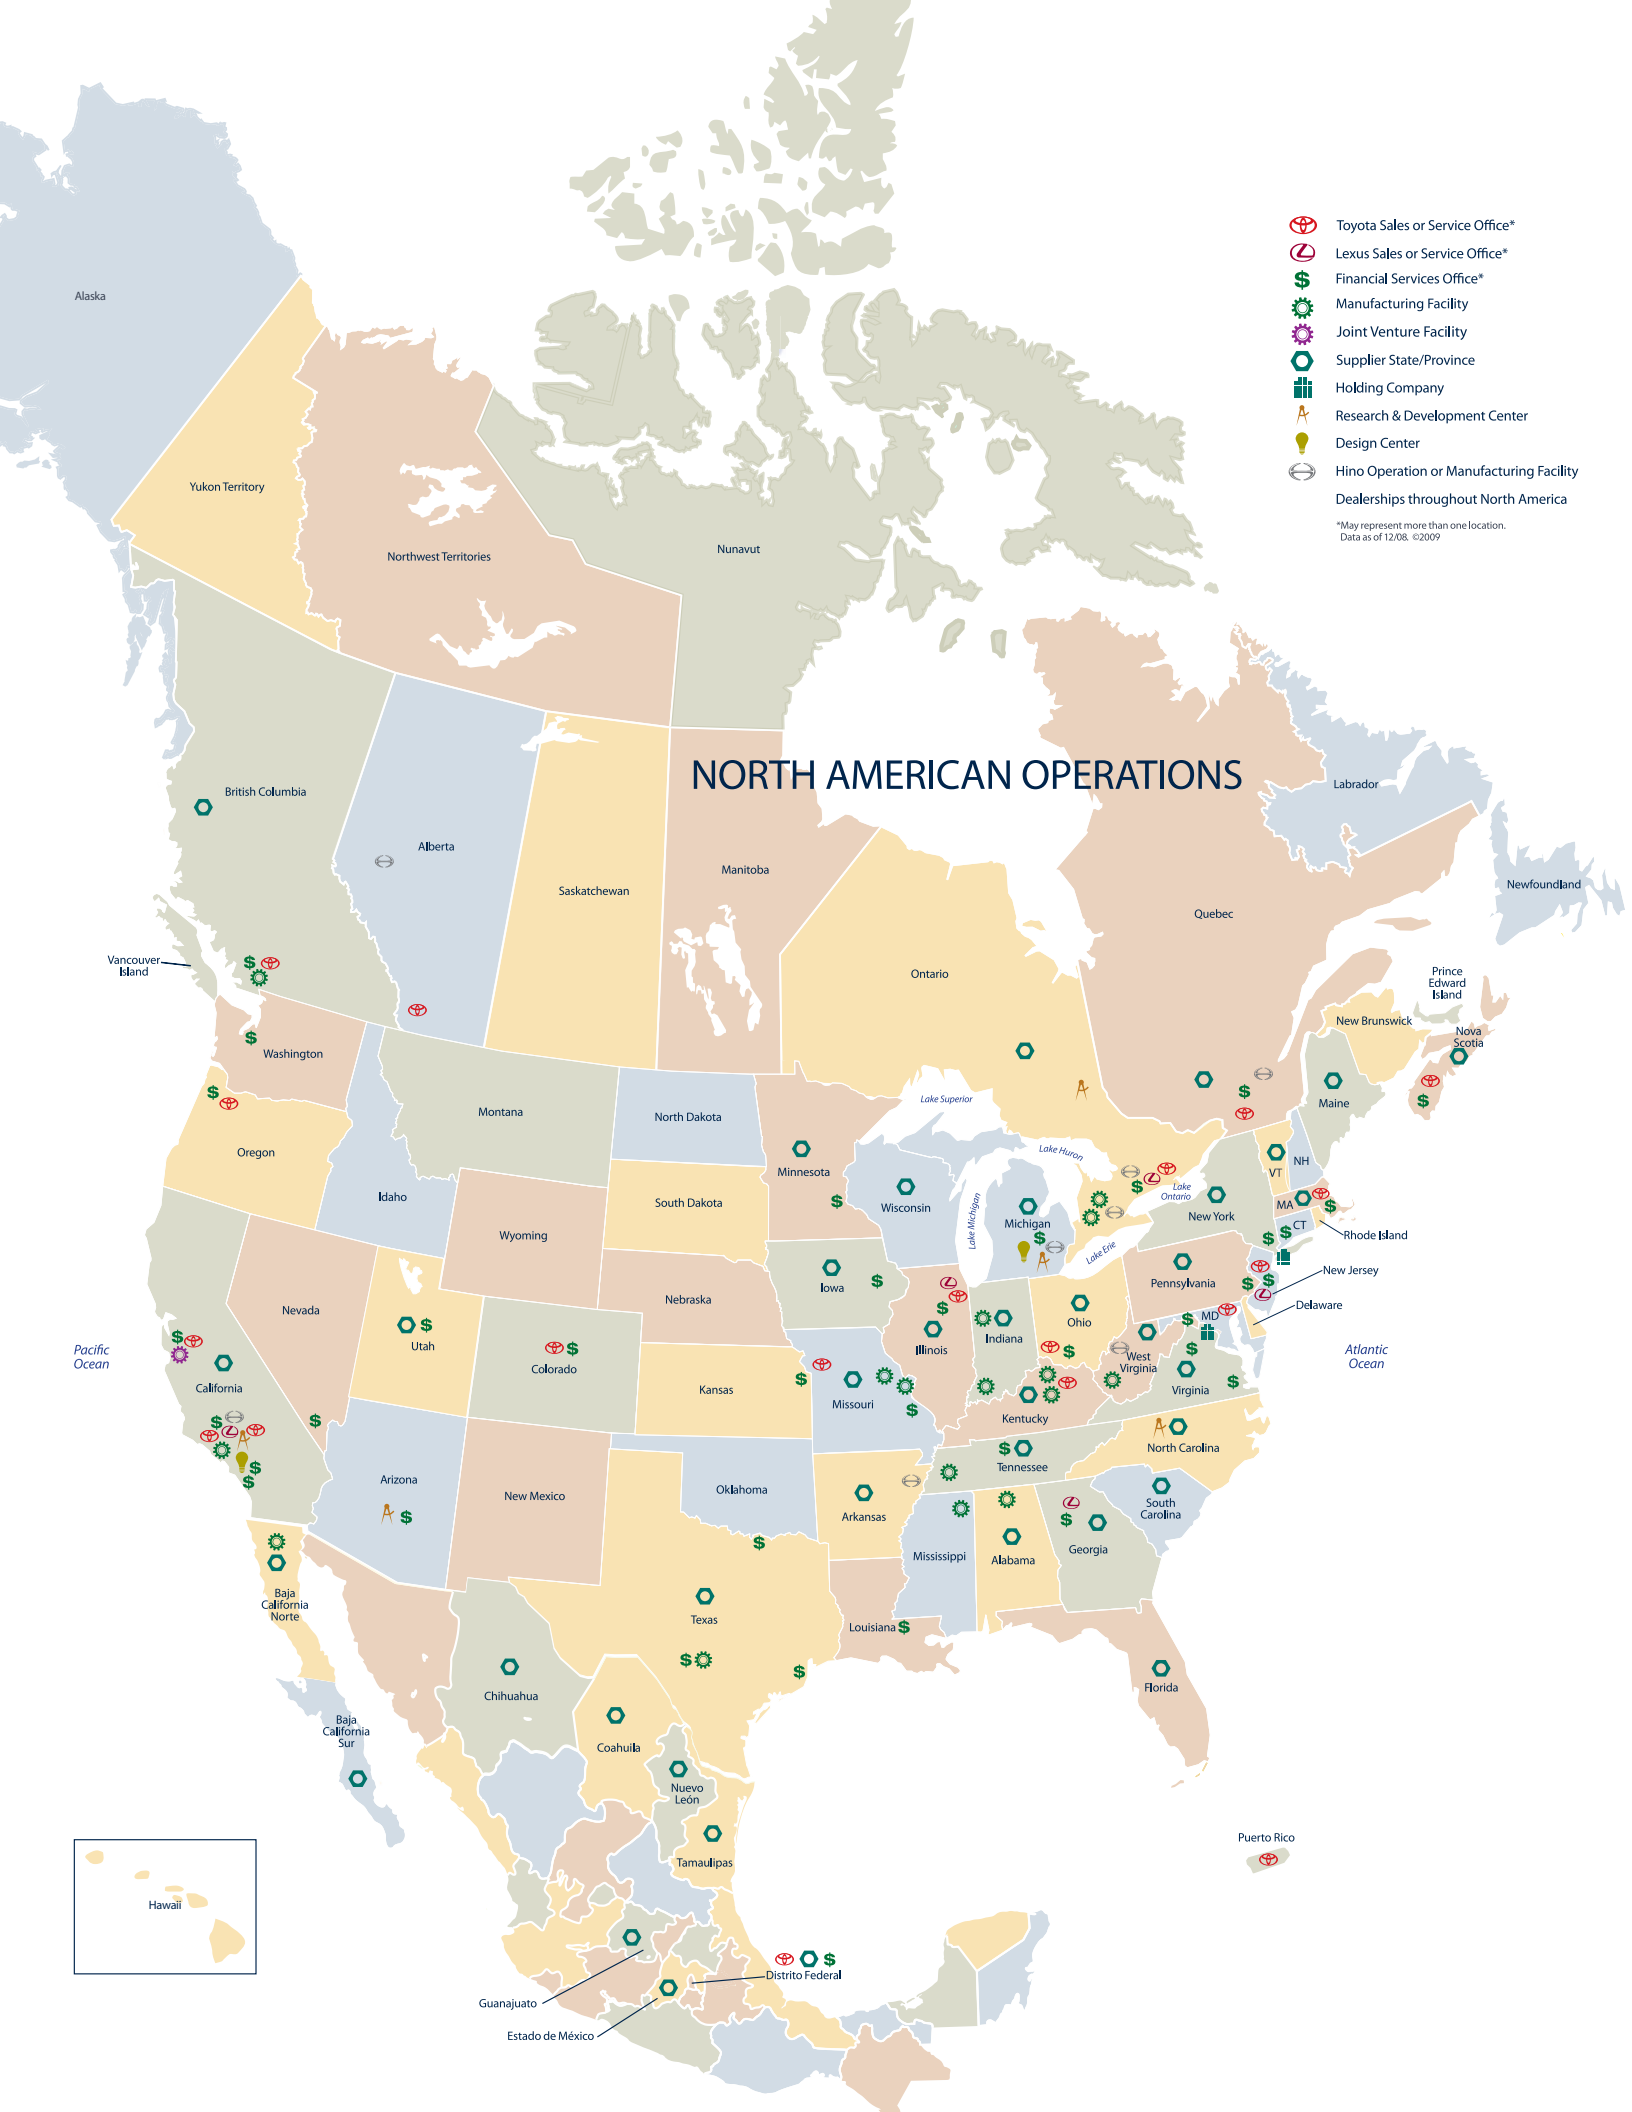 Toyota Sales or Service Office*
Lexus Sales or Service Office*
Financial Services Office*
Manufacturing Facility
Joint Venture Facility
Supplier State/Province
Holding Company
Research & Development Center
Design Center
Hino Operation or Manufacturing Facility
Dealerships throughout North America
*May represent more than one location.
Data as of 12/08. ©2009
Alaska
Yukon Territory
Northwest Territories
Nunavut
NORTH AMERICAN OPERATIONS
British Columbia
Alberta
Saskatchewan
Manitoba
Ontario
Quebec
Labrador
Newfoundland
Vancouver
Island
Prince
Edward
Island
New Brunswick
Nova
Scotia
Washington
Maine
Lake Superior
Montana
North Dakota
Minnesota
Lake Huron
Oregon
Idaho
South Dakota
Wisconsin
Lake Michigan
Michigan
Lake
Ontario
New York
VT
NH
MA
CT
Rhode Island
Wyoming
Iowa
Lake Erie
Pennsylvania
New Jersey
Delaware
Nevada
Nebraska
Utah
Colorado
Illinois
Indiana
Ohio
MD
West
Virginia
Virginia
Pacific
Ocean
Atlantic
Ocean
California
Kansas
Missouri
Kentucky
Arizona
New Mexico
Oklahoma
Arkansas
Tennessee
North Carolina
South
Carolina
Mississippi
Alabama
Georgia
Baja
California
Norte
Texas
Louisiana
Florida
Chihuahua
Baja
California
Sur
Coahuila
Nuevo
León
Tamaulipas
Puerto Rico
Hawaii
Distrito Federal
Guanajuato
Estado de México